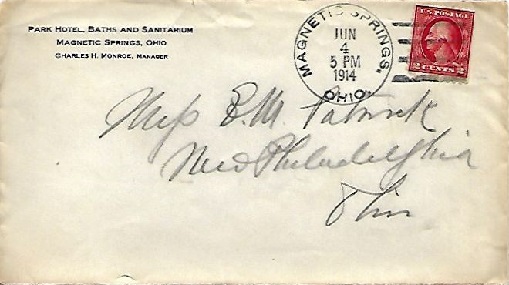 PARK HOTEL, BATHS AND SANITARIUM
MAGNETIC SPRINGS, OHIO
CHARLES H. MONROE, MANAGER
MAGNETIC SPRINGS,
JUN
4
5 PM
1914
OHIO.
U.S. POSTAGE
2 CENTS 2
Miss E. M. Patrick
New Philadelphia
Ohio